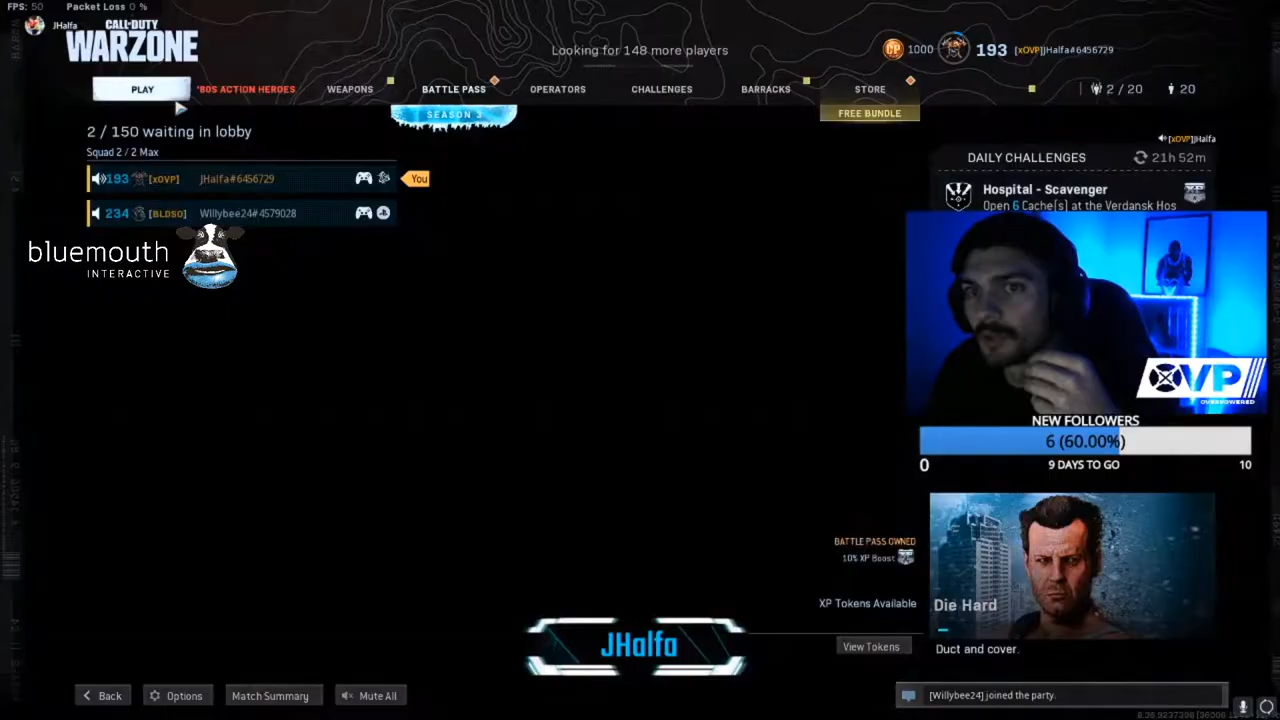 FPS: 50 Packet Loss 0 %
JHalfa
CALL OF DUTY
WARZONE
Looking for 148 more players
CP 1000 193 [xOVP]JHalfa#6456729
PLAY '80S ACTION HEROES WEAPONS BATTLE PASS OPERATORS CHALLENGES BARRACKS STORE 2 / 20 20
SEASON 3 FREE BUNDLE
2 / 150 waiting in lobby
Squad 2 / 2 Max
193 [xOVP] JHalfa#6456729 You
234 [BLDSO] Willybee24#4579028
bluemouth
INTERACTIVE
[xOVP]JHalfa
DAILY CHALLENGES 21h 52m
Hospital - Scavenger XP
Open 6 Cache(s) at the Verdansk Hos
OVP
OVERPOWERED
NEW FOLLOWERS
6 (60.00%)
0 9 DAYS TO GO 10
BATTLE PASS OWNED
10% XP Boost
XP Tokens Available
View Tokens
Die Hard
Duct and cover.
JHalfa
Back Options Match Summary Mute All
[Willybee24] joined the party.